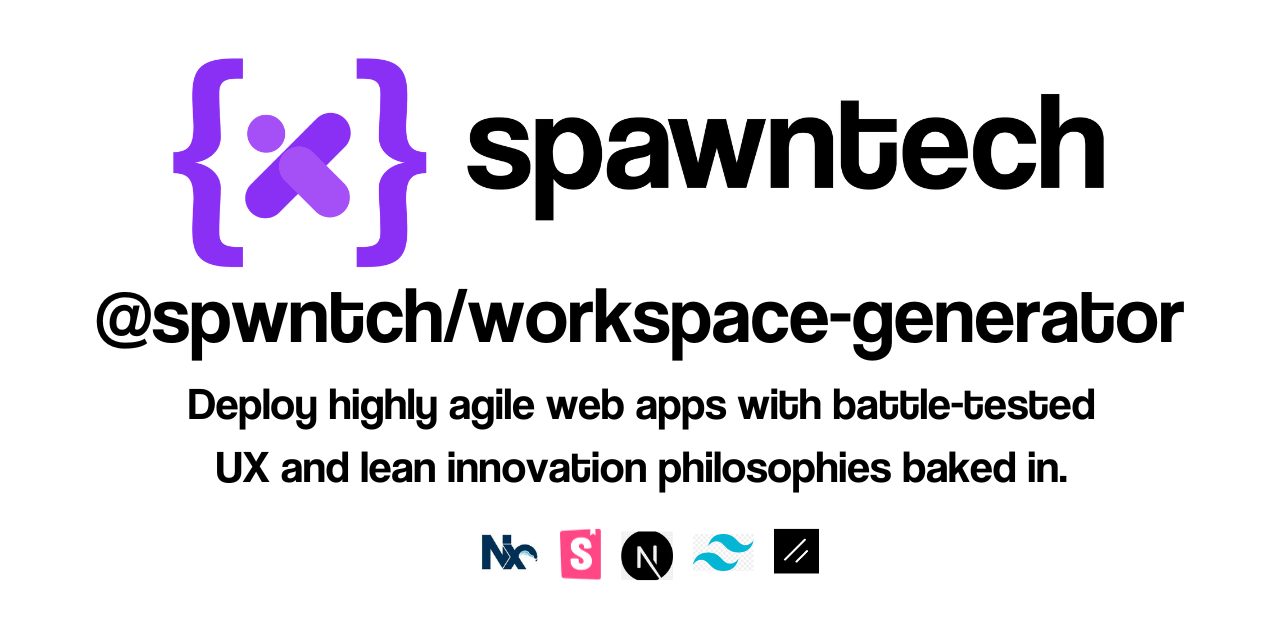 spawntech
@spwntch/workspace-generator
Deploy highly agile web apps with battle-tested
UX and lean innovation philosophies baked in.
Nx S N